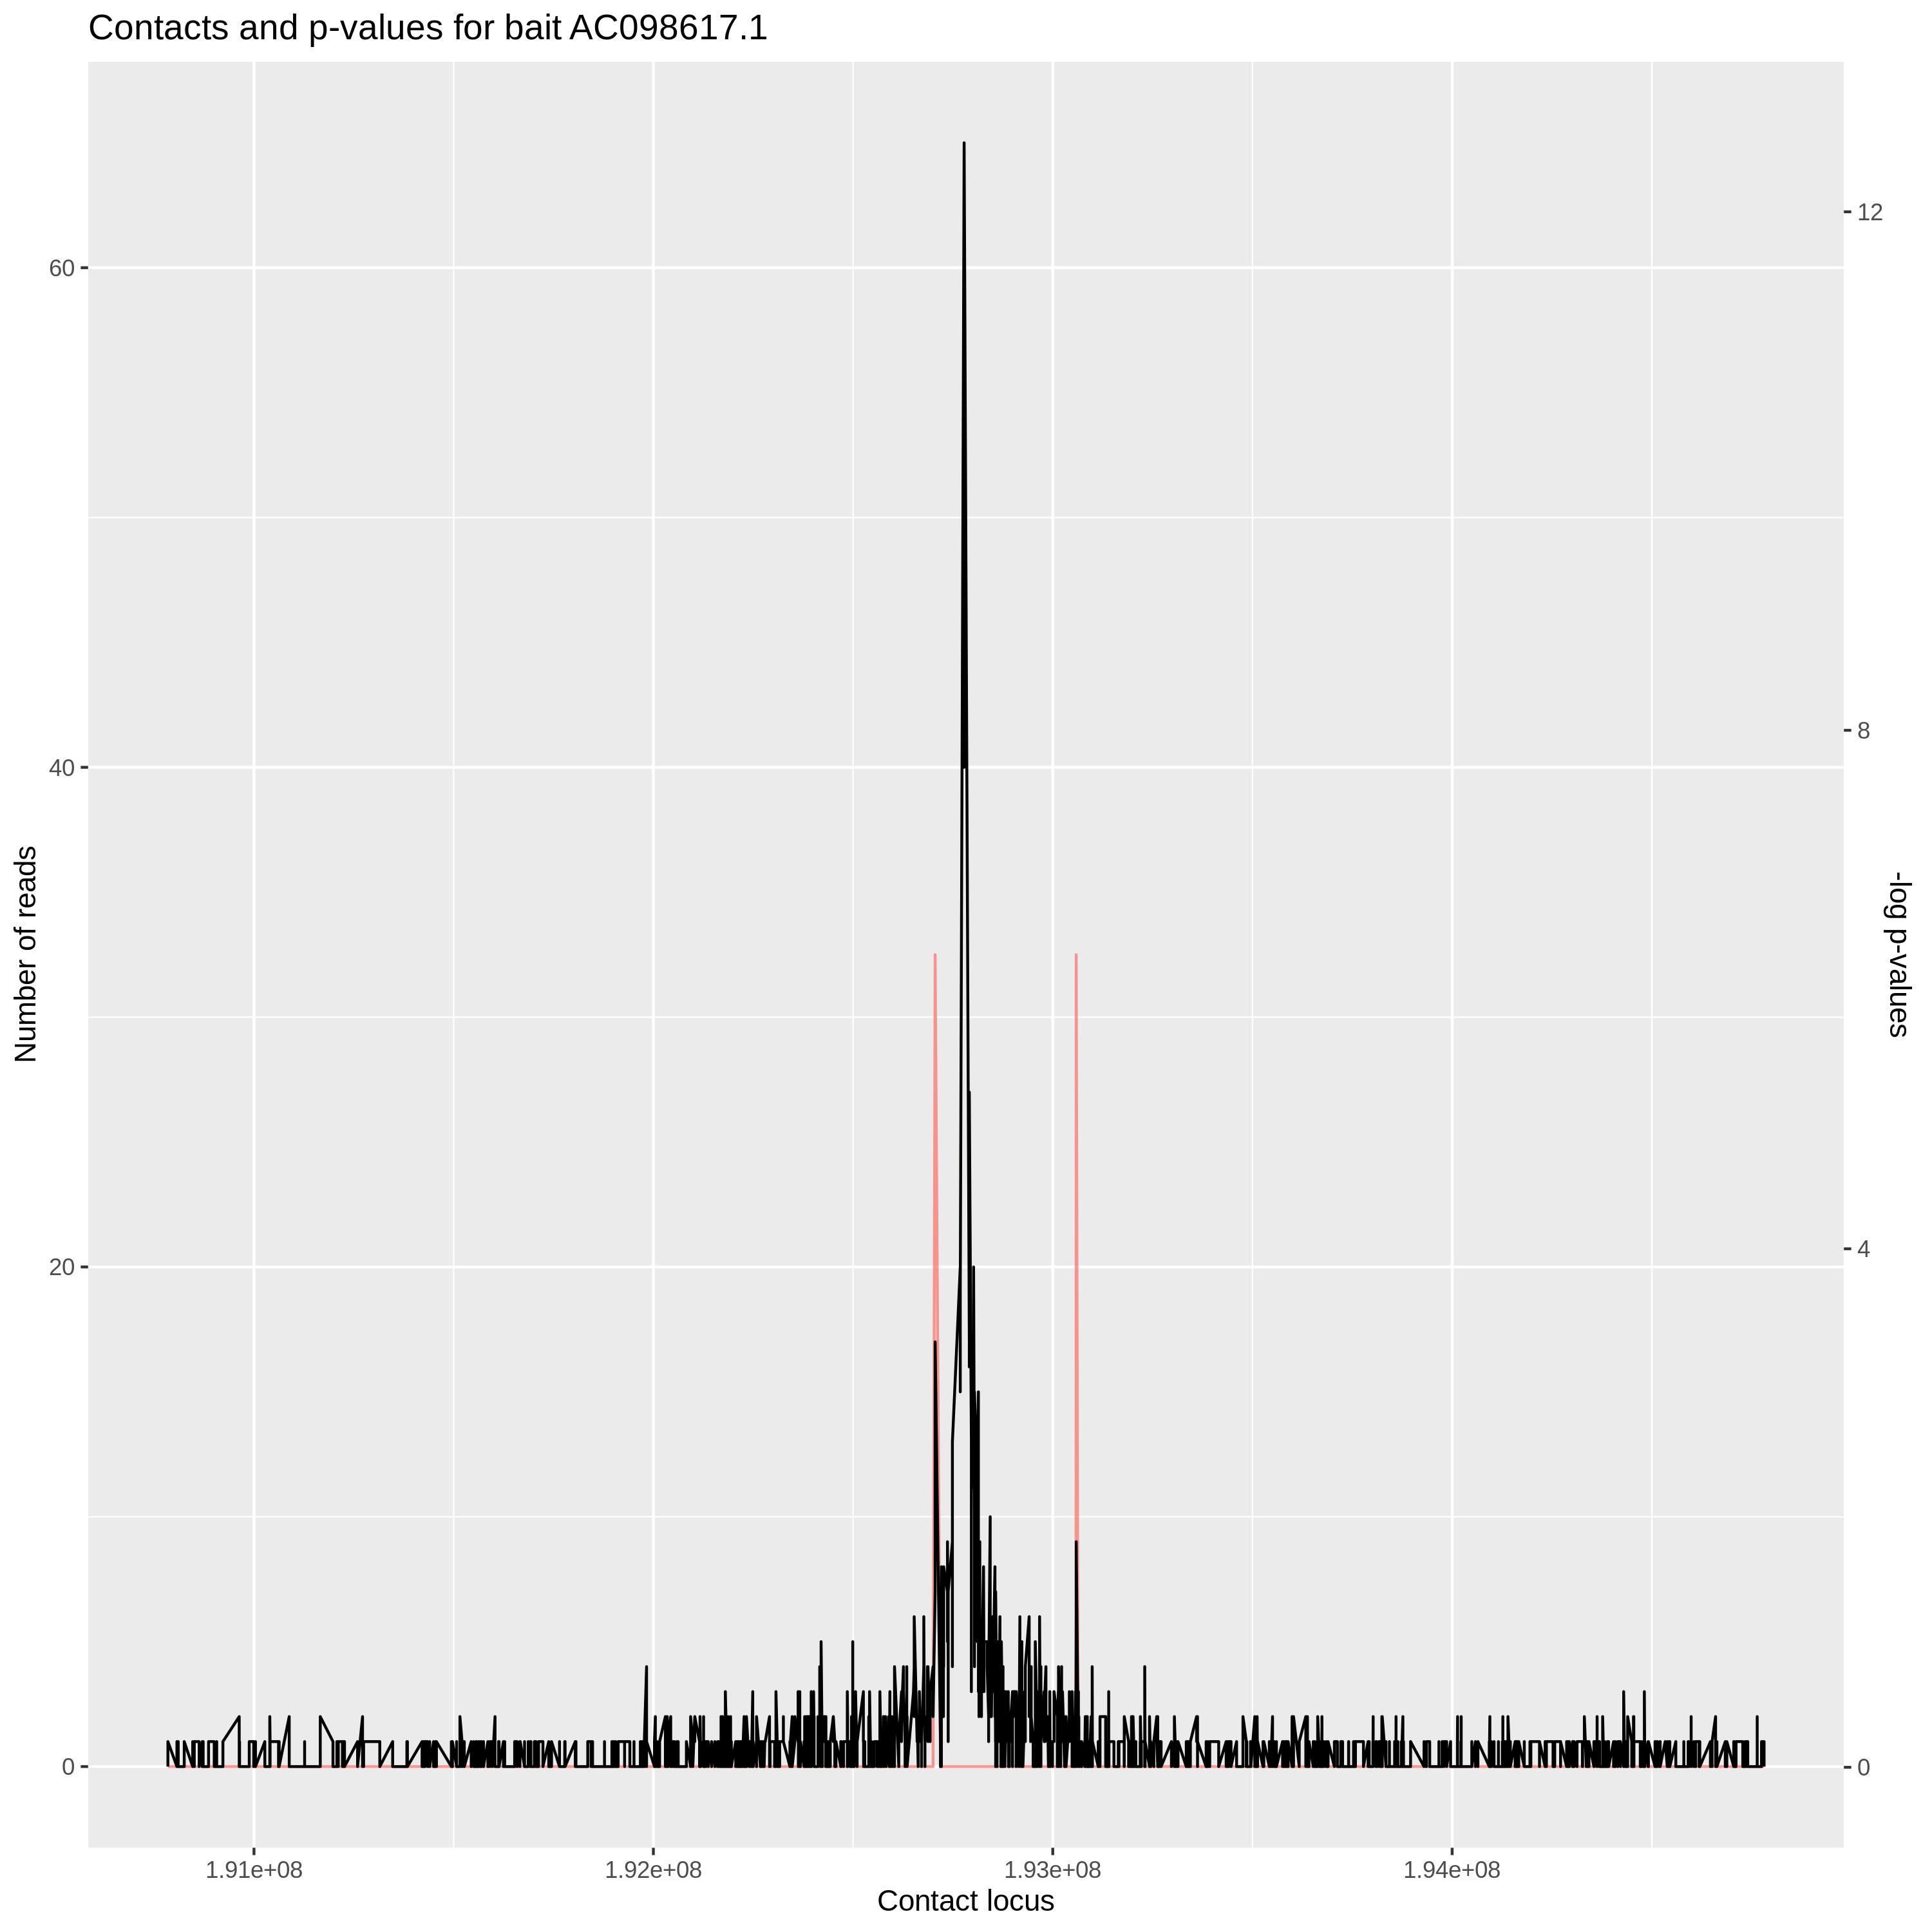 Contacts and p-values for bait AC098617.1
60
40
20
0
Number of reads
12
8
4
0
-log p-values
1.91e+08 1.92e+08 1.93e+08 1.94e+08
Contact locus